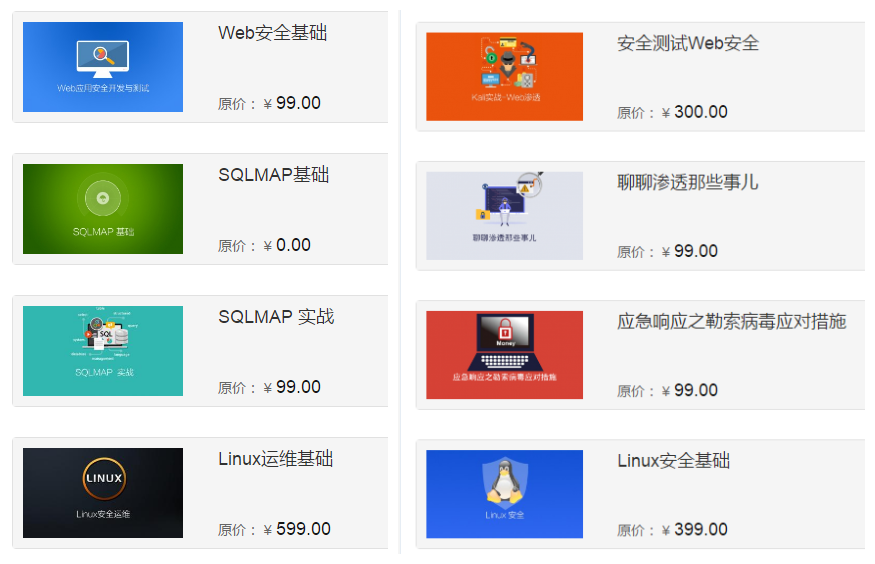 Web安全基础
Web应用安全开发与测试
原价：￥99.00
SQLMAP基础
SQLMAP 基础
原价：￥0.00
SQLMAP 实战
SQL
SQLMAP 实战
原价：￥99.00
Linux运维基础
LINUX
Linux安全运维
原价：￥599.00
安全测试Web安全
Kali实战-Web渗透
原价：￥300.00
聊聊渗透那些事儿
聊聊渗透那些事儿
原价：￥99.00
应急响应之勒索病毒应对措施
Money
应急响应之勒索病毒应对措施
原价：￥99.00
Linux安全基础
Linux 安全
原价：￥399.00